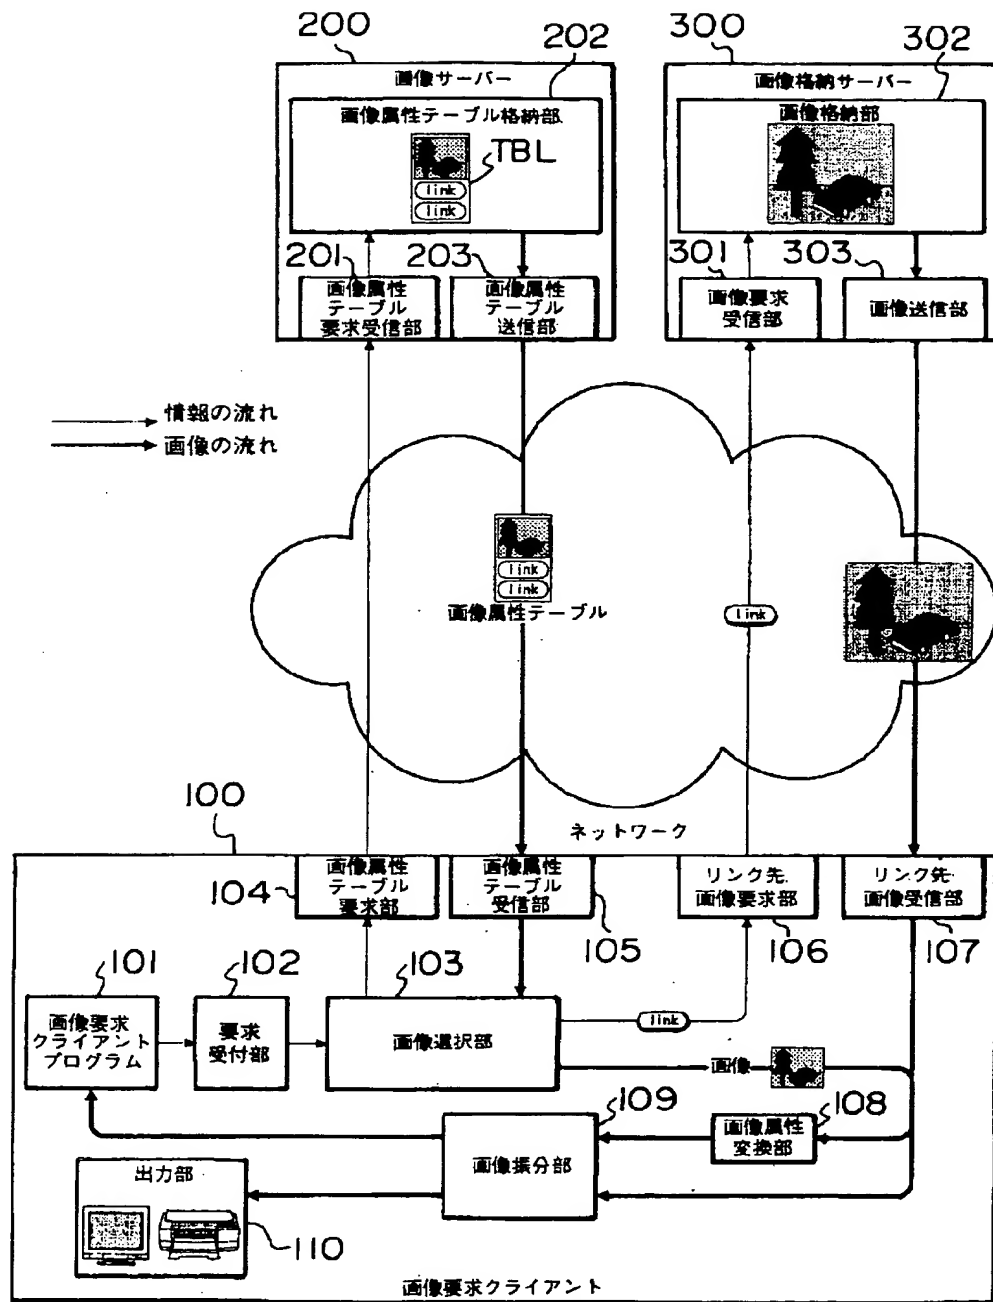 200
202
画像サーバー
画像属性テーブル格納部
TBL
link
link
201
203
画像属性
テーブル
要求受信部
画像属性
テーブル
送信部
300
302
画像格納サーバー
画像格納部
301
303
画像要求
受信部
画像送信部
情報の流れ
画像の流れ
link
link
画像属性テーブル
link
ネットワーク
100
104
画像属性
テーブル
要求部
画像属性
テーブル
受信部
105
リンク先
画像要求部
106
リンク先
画像受信部
107
101
画像要求
クライアント
プログラム
102
要求
受付部
103
画像選択部
link
画像
109
画像振分部
108
画像属性
変換部
出力部
110
画像要求クライアント